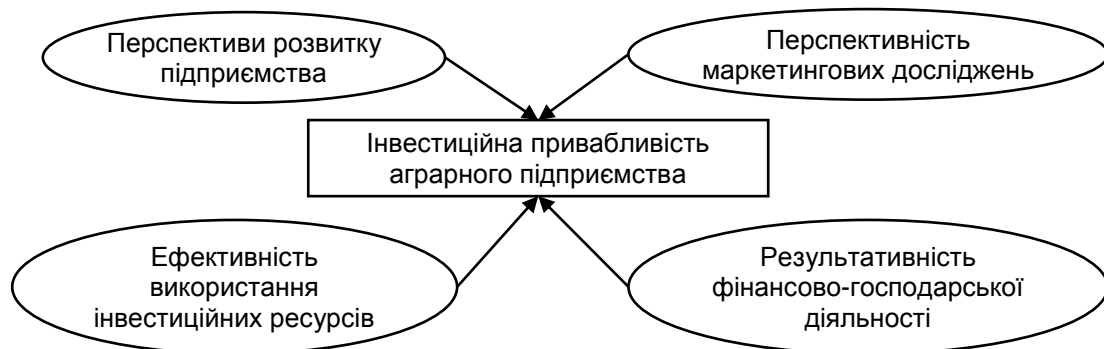 Перспективи розвитку
підприємства
Перспективність
маркетингових досліджень
Інвестиційна привабливість
аграрного підприємства
Ефективність
використання
інвестиційних ресурсів
Результативність
фінансово-господарської
діяльності